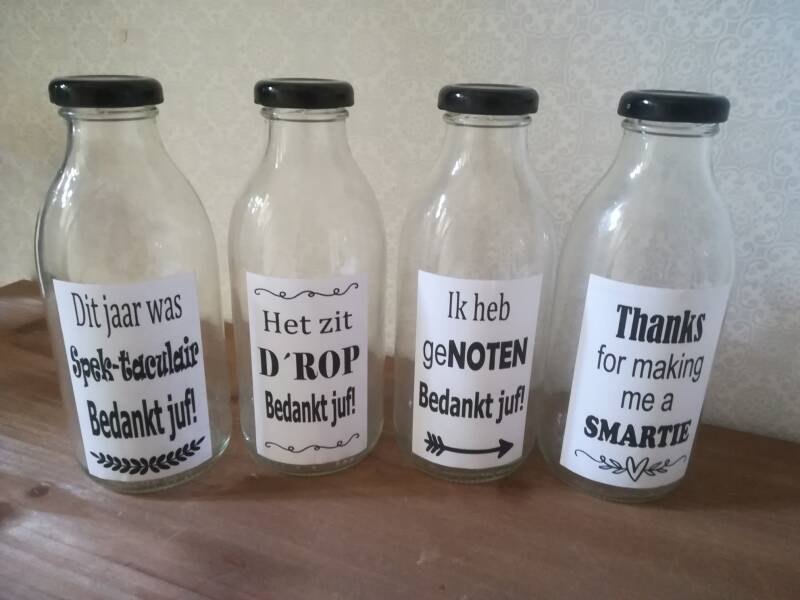 Dit jaar was
Spek-taculair
Bedankt juf!
Het zit
D´ROP
Bedankt juf!
Ik heb
geNOTEN
Bedankt juf!
Thanks
for making
me a
SMARTIE